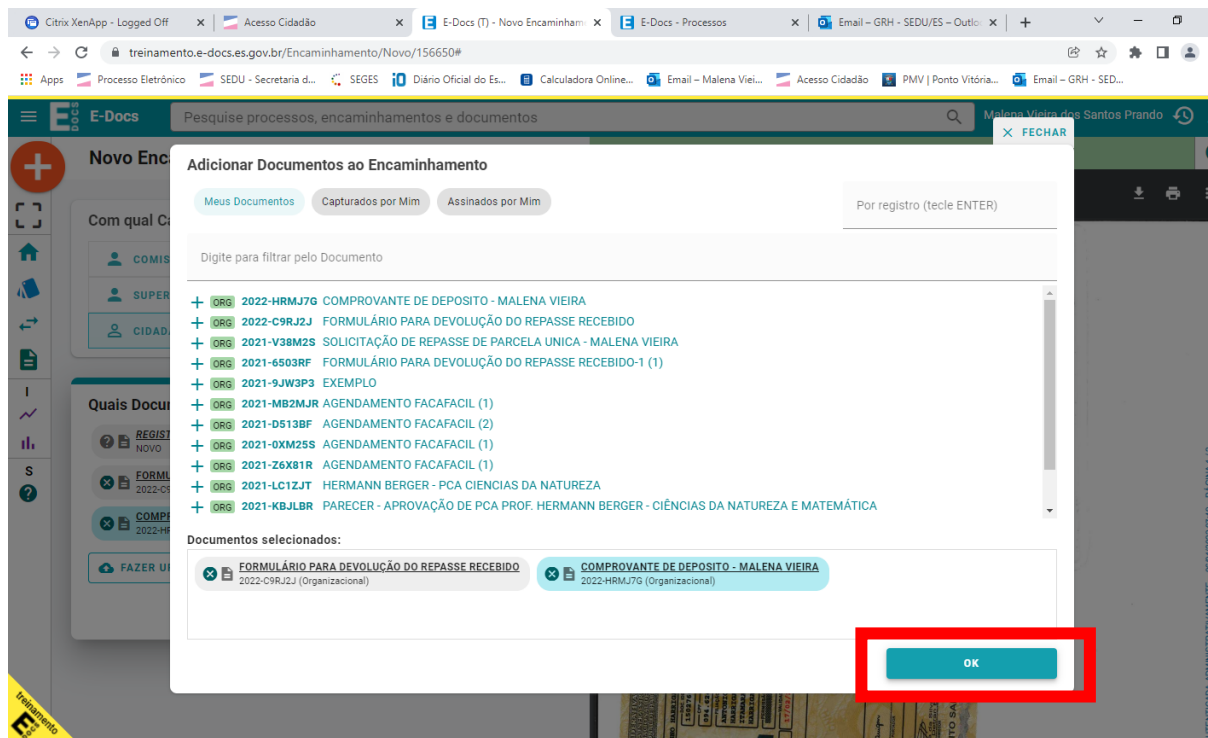 Citrix XenApp - Logged Off
Acesso Cidadão
E-Docs (T) - Novo Encaminham
E-Docs - Processos
Email – GRH - SEDU/ES – Outlo
treinamento.e-docs.es.gov.br/Encaminhamento/Novo/156650#
Apps
Processo Eletrônico
SEDU - Secretaria d...
SEGES
Diário Oficial do Es...
Calculadora Online...
Email – Malena Viei...
Acesso Cidadão
PMV | Ponto Vitória...
Email – GRH - SED...
E-Docs
Pesquise processos, encaminhamentos e documentos
Malena Vieira dos Santos Prando
FECHAR
Novo Enc
Adicionar Documentos ao Encaminhamento
Meus Documentos
Capturados por Mim
Assinados por Mim
Por registro (tecle ENTER)
Com qual Ca
Digite para filtrar pelo Documento
COMIS
SUPER
CIDAD
ORG 2022-HRMJ7G COMPROVANTE DE DEPOSITO - MALENA VIEIRA
ORG 2022-C9RJ2J FORMULÁRIO PARA DEVOLUÇÃO DO REPASSE RECEBIDO
ORG 2021-V38M2S SOLICITAÇÃO DE REPASSE DE PARCELA UNICA - MALENA VIEIRA
ORG 2021-6503RF FORMULÁRIO PARA DEVOLUÇÃO DO REPASSE RECEBIDO-1 (1)
ORG 2021-9JW3P3 EXEMPLO
ORG 2021-MB2MJR AGENDAMENTO FACAFACIL (1)
ORG 2021-D513BF AGENDAMENTO FACAFACIL (2)
ORG 2021-0XM25S AGENDAMENTO FACAFACIL (1)
ORG 2021-Z6X81R AGENDAMENTO FACAFACIL (1)
ORG 2021-LC1ZJT HERMANN BERGER - PCA CIENCIAS DA NATUREZA
ORG 2021-KBJLBR PARECER - APROVAÇÃO DE PCA PROF. HERMANN BERGER - CIÊNCIAS DA NATUREZA E MATEMÁTICA
I
S
Quais Docur
REGIST
NOVO
FORMU
2022-C9
COMPR
2022-HR
FAZER UP
Documentos selecionados:
FORMULÁRIO PARA DEVOLUÇÃO DO REPASSE RECEBIDO
2022-C9RJ2J (Organizacional)
COMPROVANTE DE DEPOSITO - MALENA VIEIRA
2022-HRMJ7G (Organizacional)
OK
treinamento